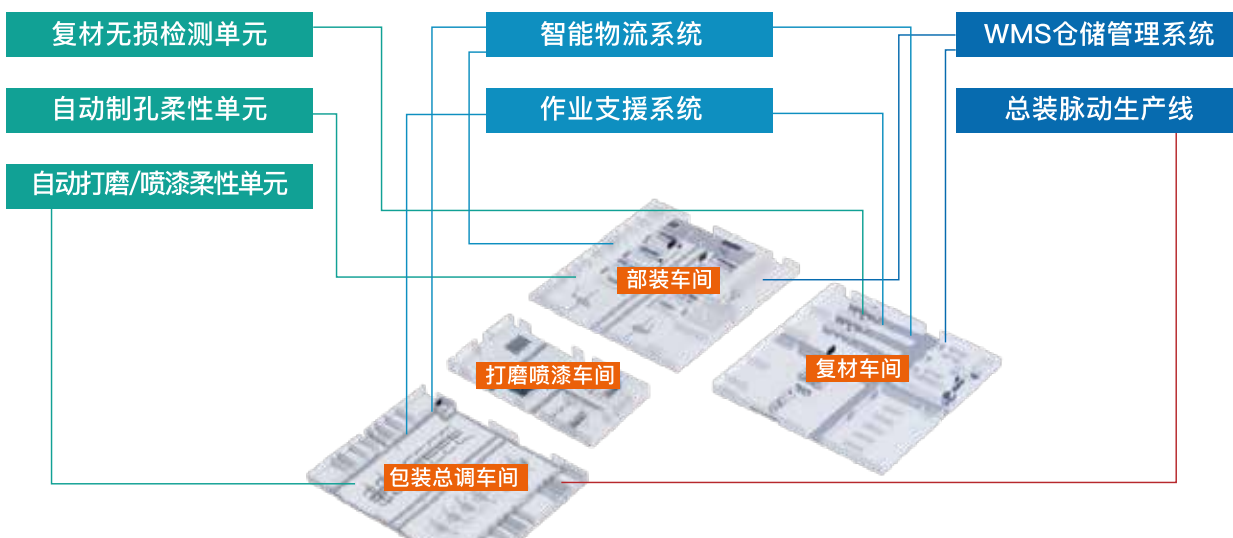 复材无损检测单元
智能物流系统
WMS仓储管理系统
自动制孔柔性单元
作业支援系统
总装脉动生产线
自动打磨/喷漆柔性单元
部装车间
复材车间
打磨喷漆车间
包装总调车间